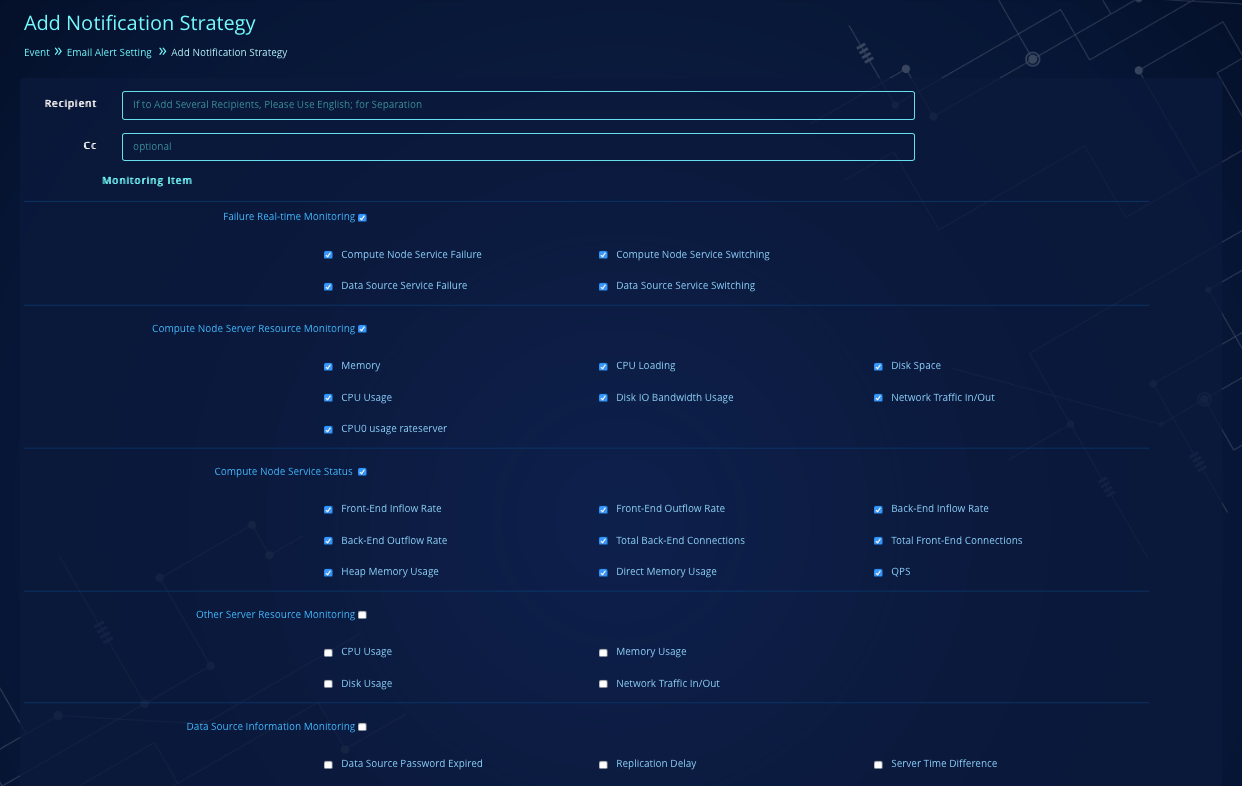 Add Notification Strategy
Event » Email Alert Setting » Add Notification Strategy
Recipient If to Add Several Recipients, Please Use English; for Separation
Cc optional
Monitoring Item
Failure Real-time Monitoring
Compute Node Service Failure Compute Node Service Switching
Data Source Service Failure Data Source Service Switching
Compute Node Server Resource Monitoring
Memory CPU Loading Disk Space
CPU Usage Disk IO Bandwidth Usage Network Traffic In/Out
CPU0 usage rateserver
Compute Node Service Status
Front-End Inflow Rate Front-End Outflow Rate Back-End Inflow Rate
Back-End Outflow Rate Total Back-End Connections Total Front-End Connections
Heap Memory Usage Direct Memory Usage QPS
Other Server Resource Monitoring
CPU Usage Memory Usage
Disk Usage Network Traffic In/Out
Data Source Information Monitoring
Data Source Password Expired Replication Delay Server Time Difference